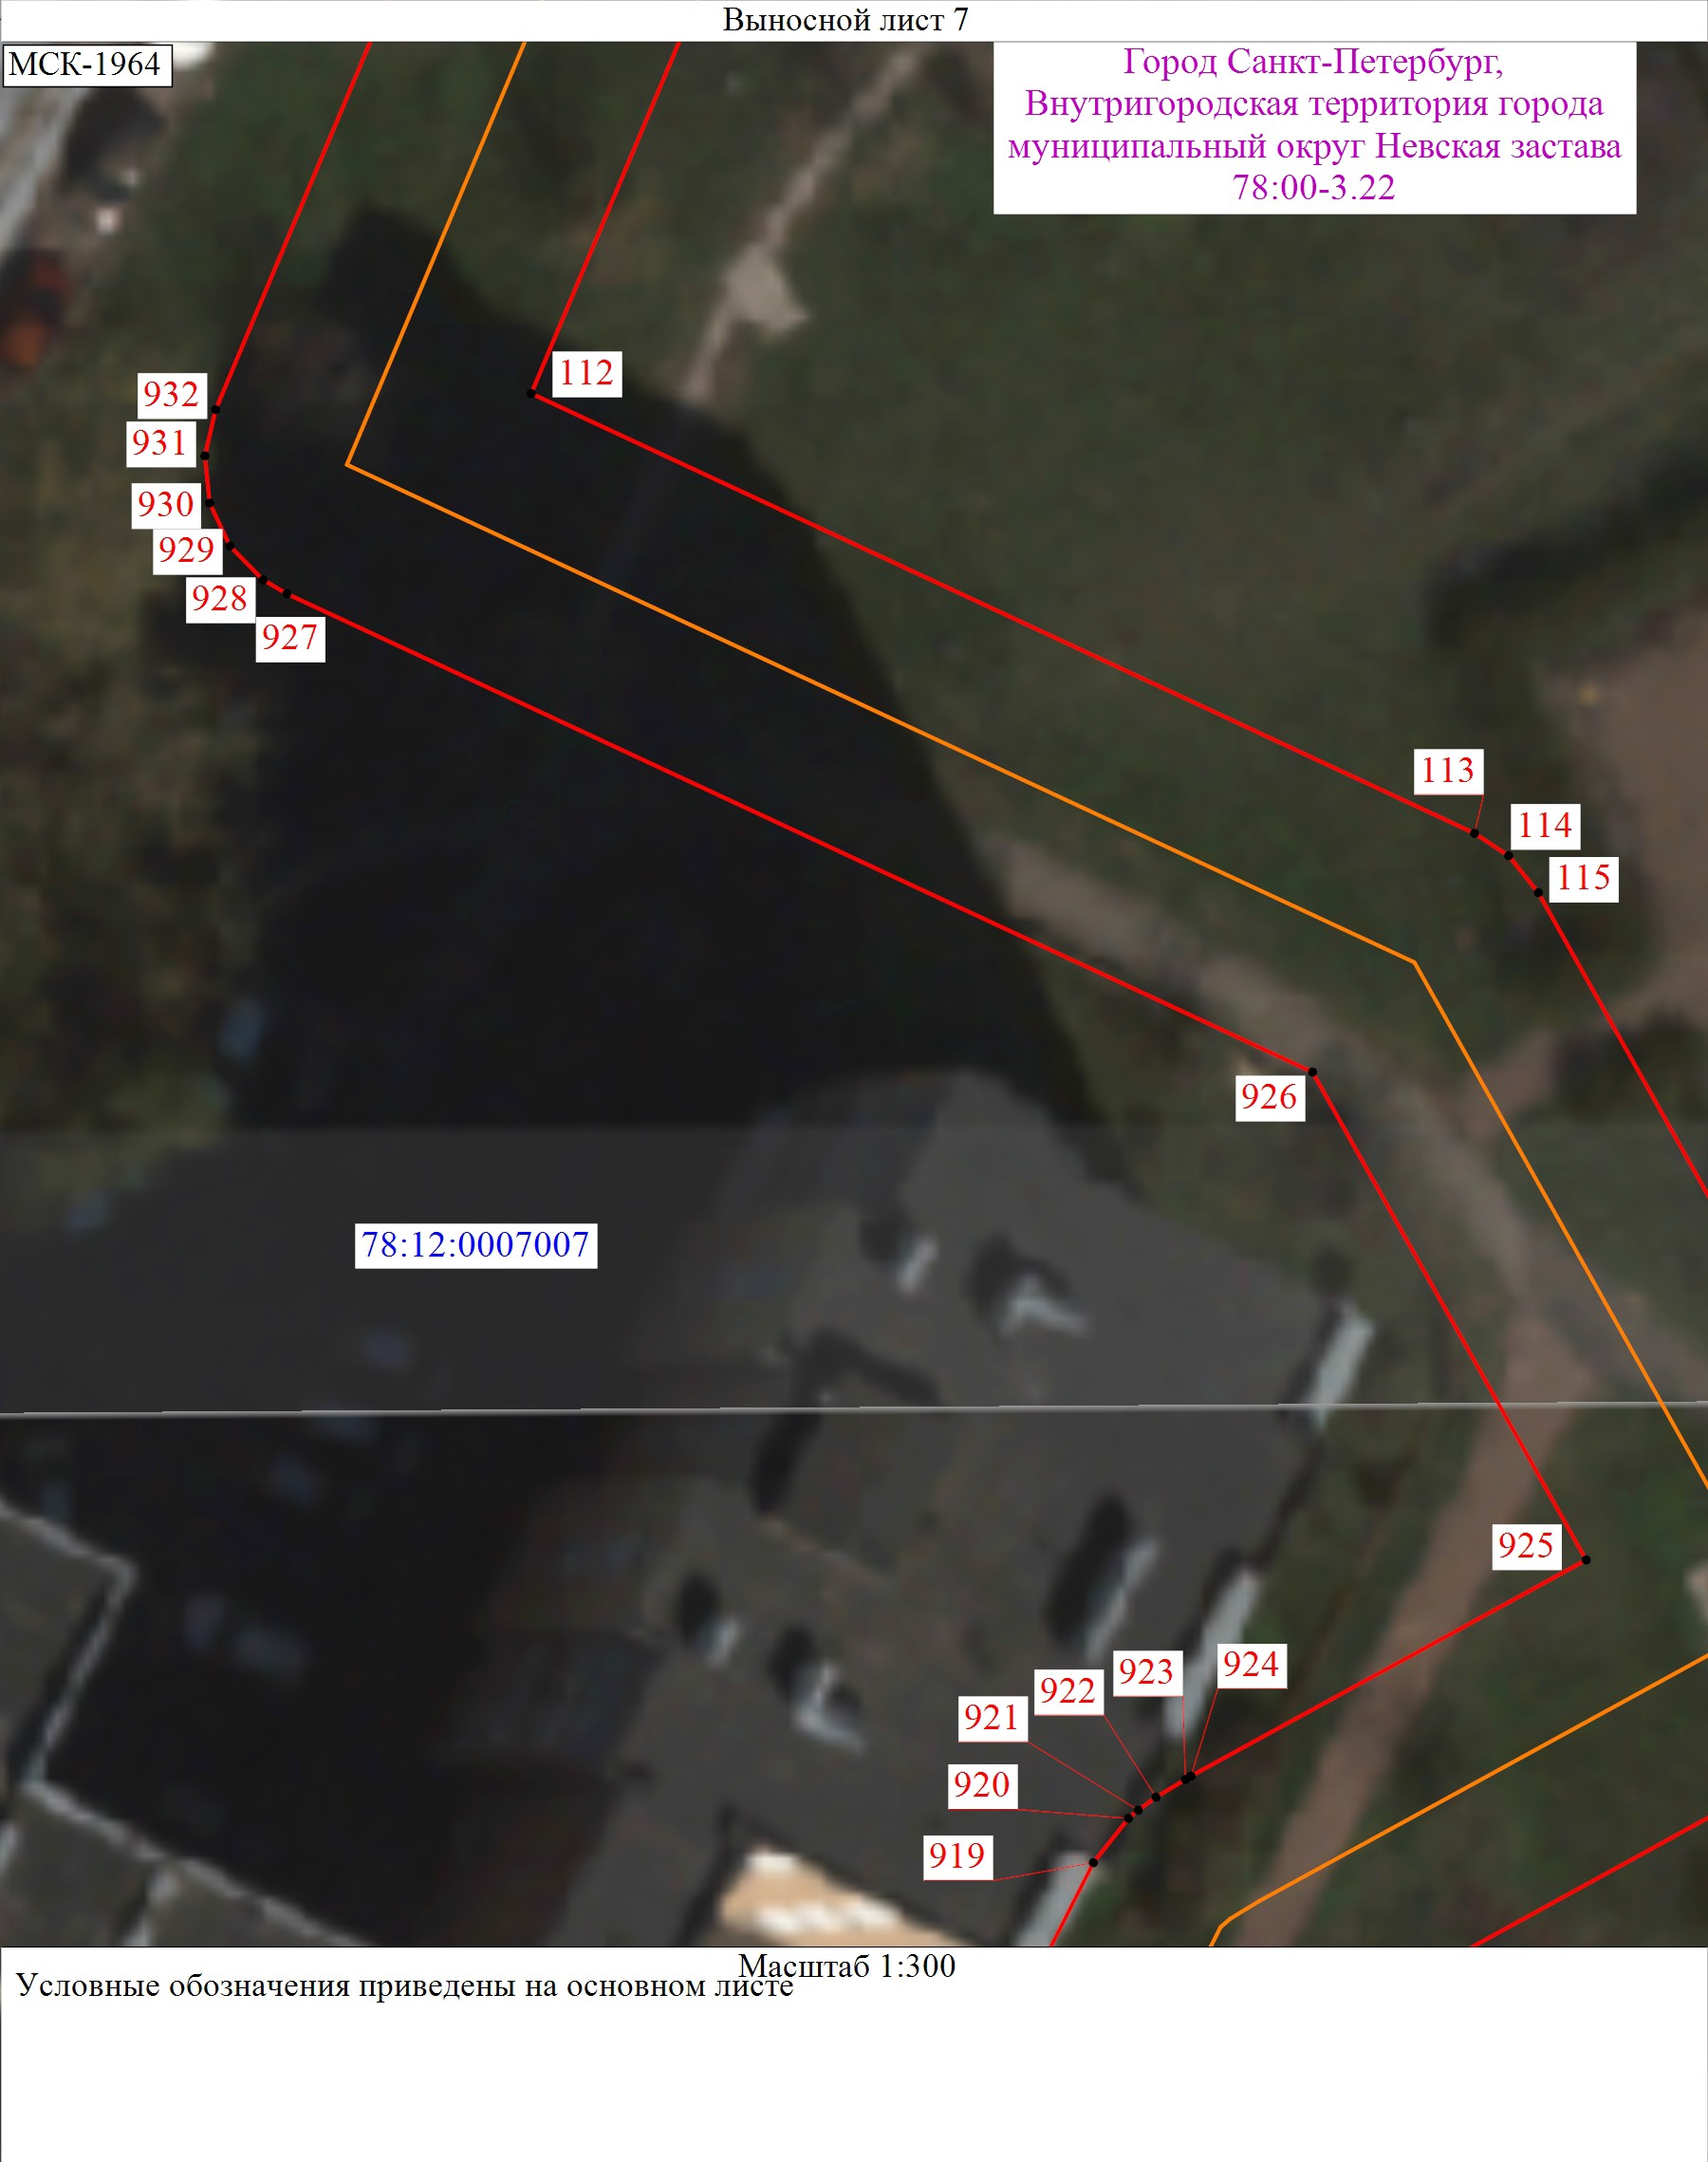 Выносной лист 7
МСК-1964
Город Санкт-Петербург,
Внутригородская территория города
муниципальный округ Невская застава
78:00-3.22
112
932
931
930
929
928
927
113
114
115
926
78:12:0007007
925
924
923
922
921
920
919
Масштаб 1:300
Условные обозначения приведены на основном листе